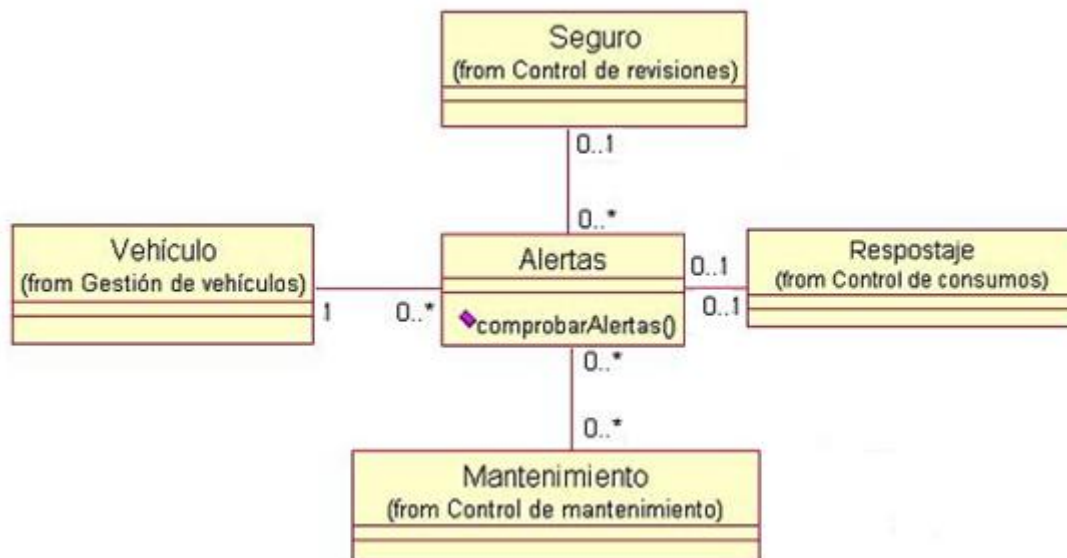 Seguro
(from Control de revisiones)
0..1
0..*
Vehículo
(from Gestión de vehículos)
1
0..*
Alertas
comprobarAlertas()
0..1
0..1
Respostaje
(from Control de consumos)
0..*
0..*
Mantenimiento
(from Control de mantenimiento)